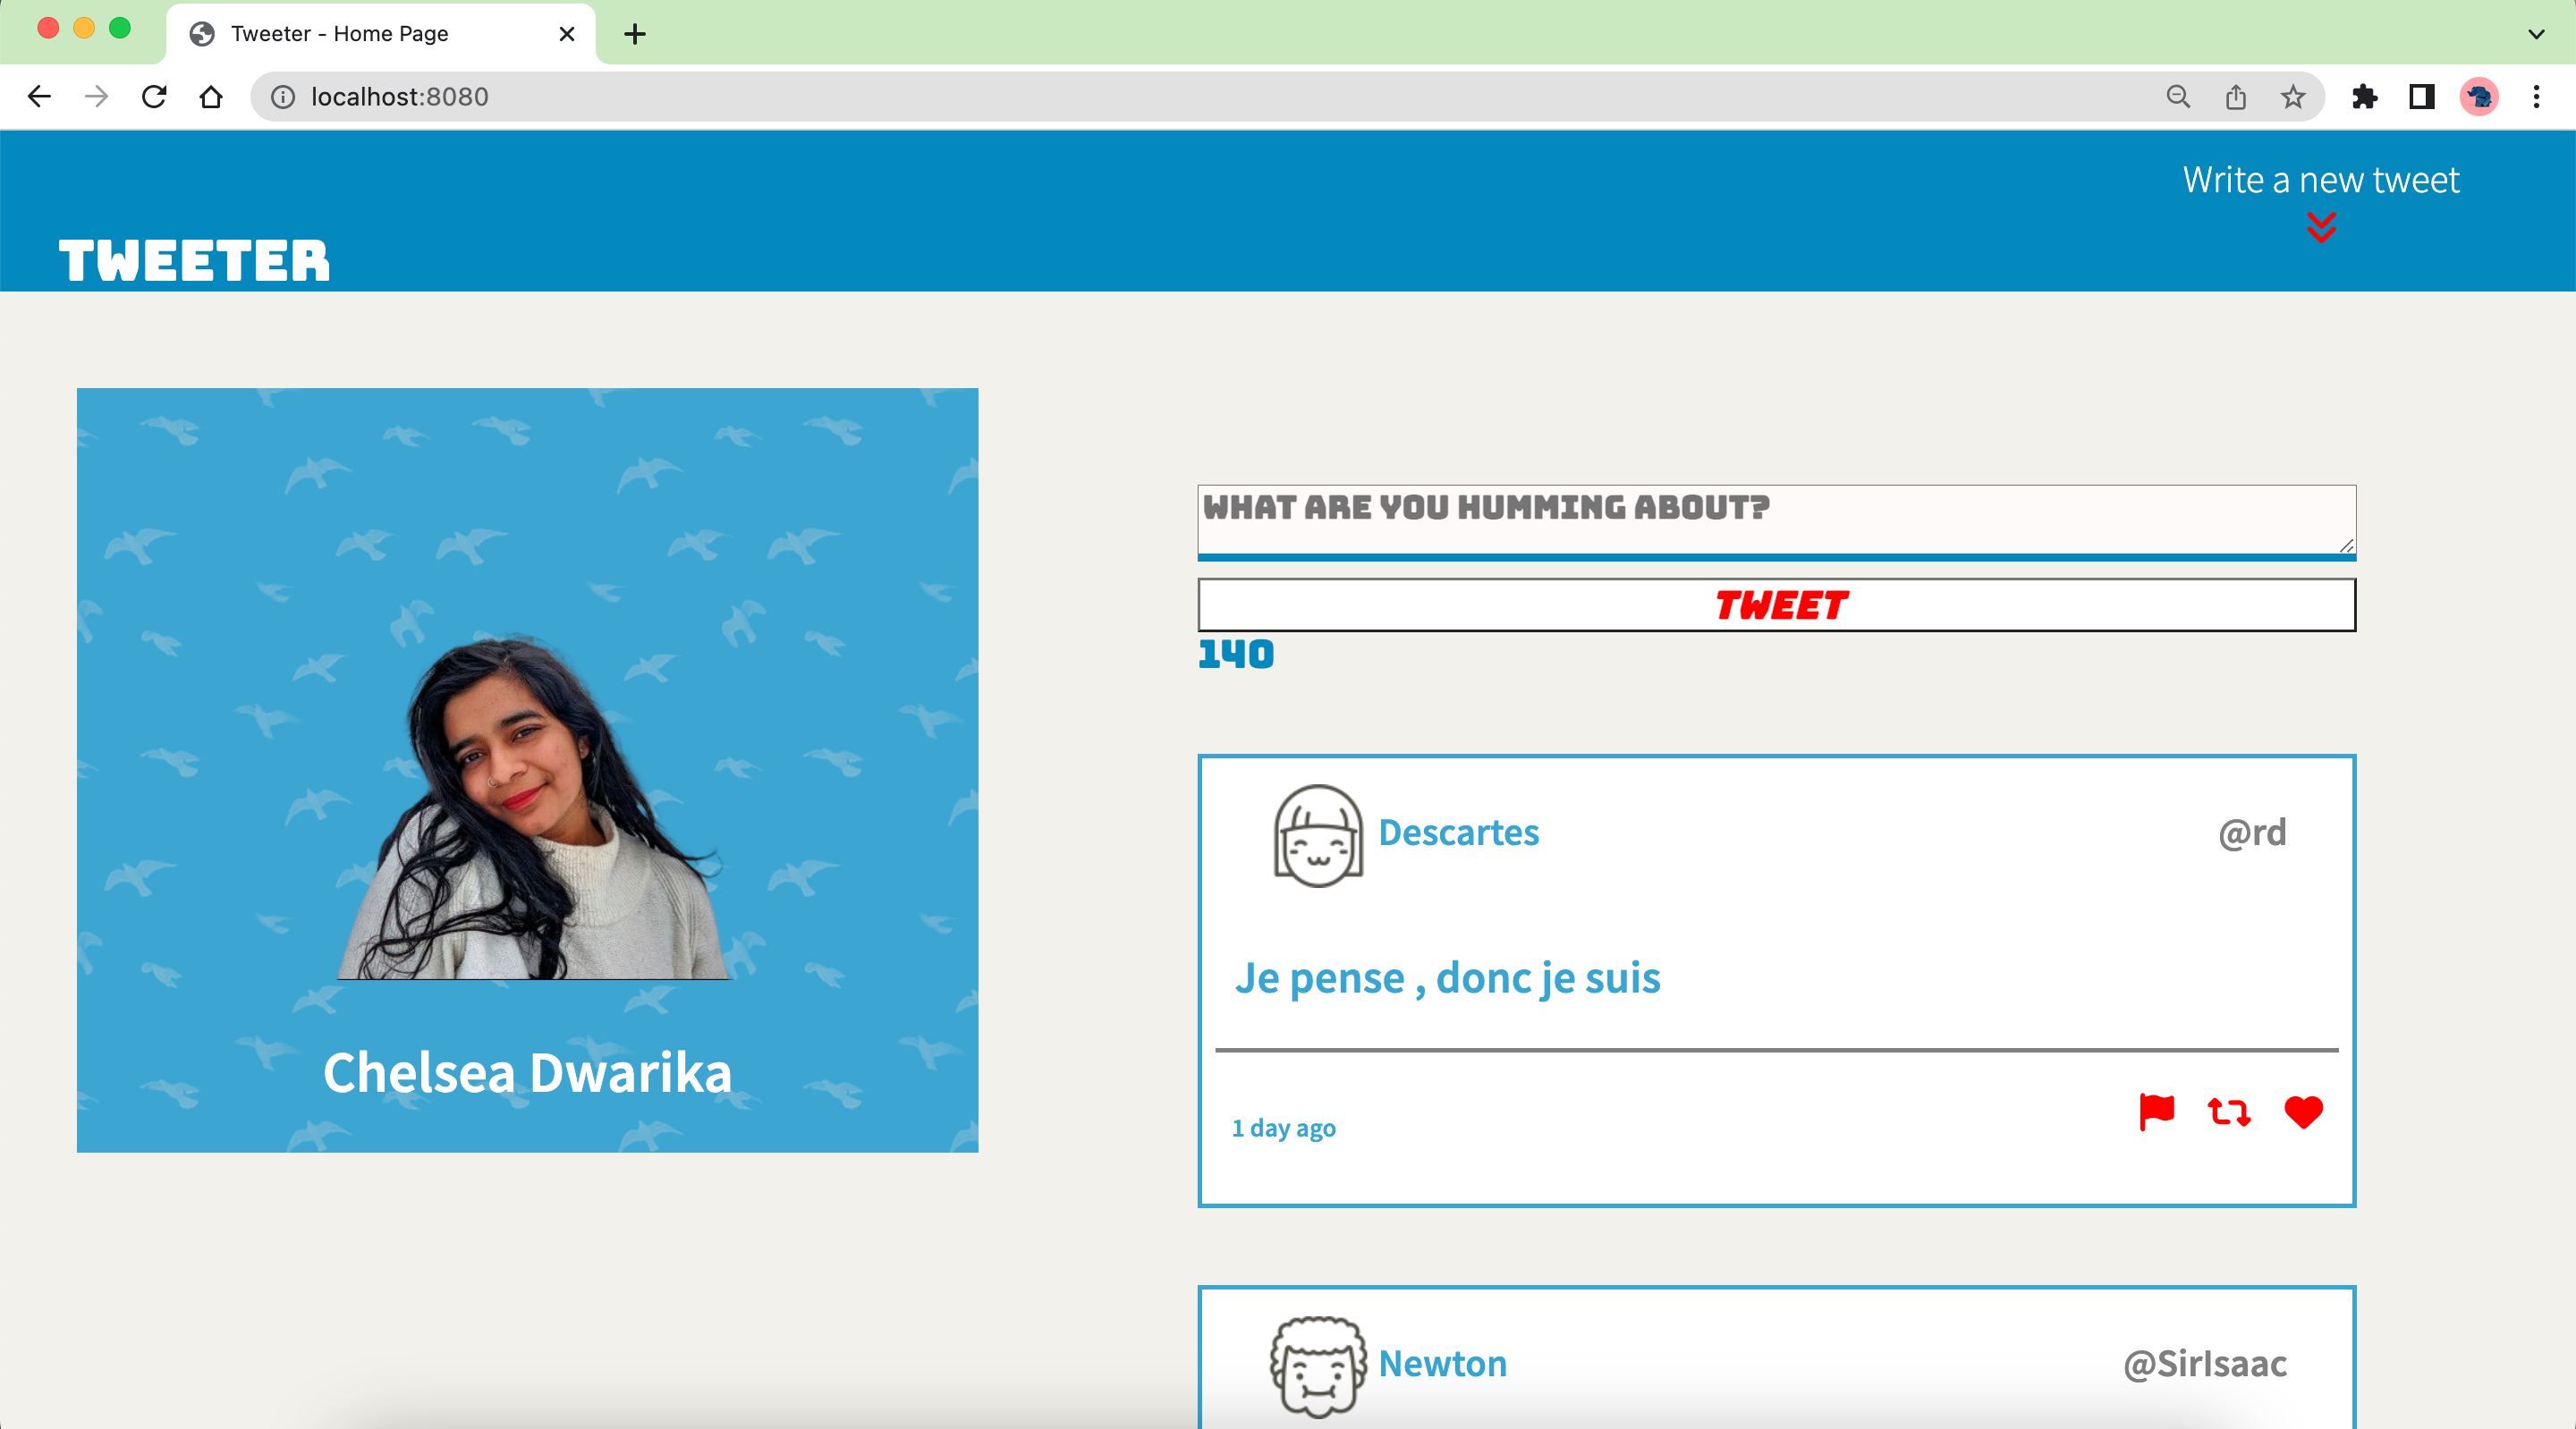 Tweeter - Home Page
localhost:8080
Write a new tweet
TWEETER
WHAT ARE YOU HUMMING ABOUT?
TWEET
140
Chelsea Dwarika
Descartes
@rd
Je pense , donc je suis
1 day ago
Newton
@SirIsaac